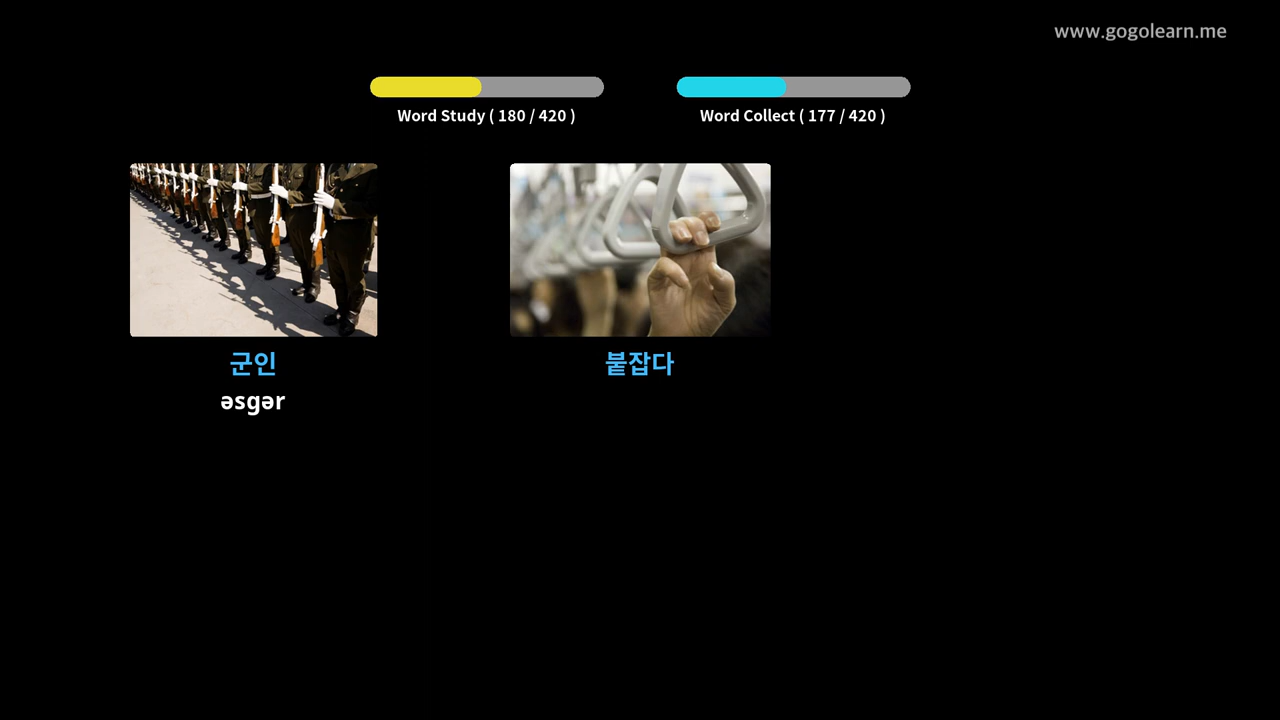 www.gogolearn.me
Word Study ( 180 / 420 )
Word Collect ( 177 / 420 )
군인
əsgər
붙잡다